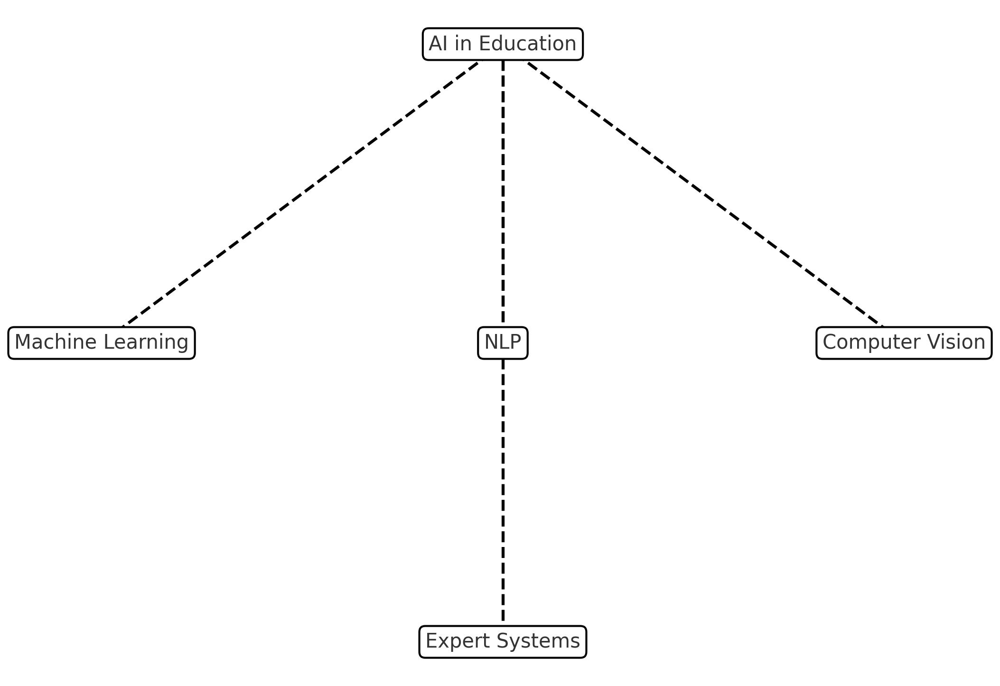 AI in Education
Machine Learning
NLP
Computer Vision
Expert Systems